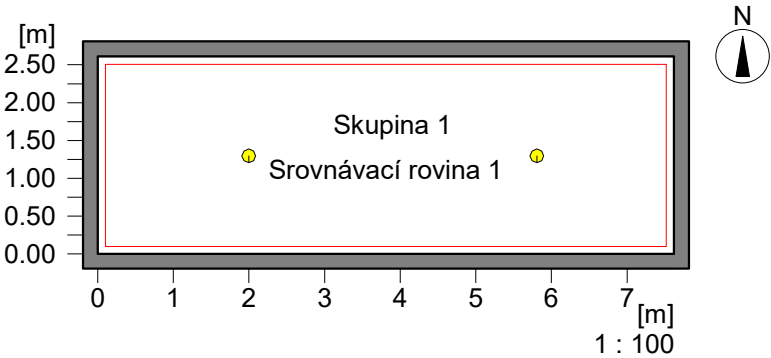 N
[m]
2.50
2.00
1.50
1.00
0.50
0.00
Skupina 1
Srovnávací rovina 1
0 1 2 3 4 5 6 7
[m]
1 : 100